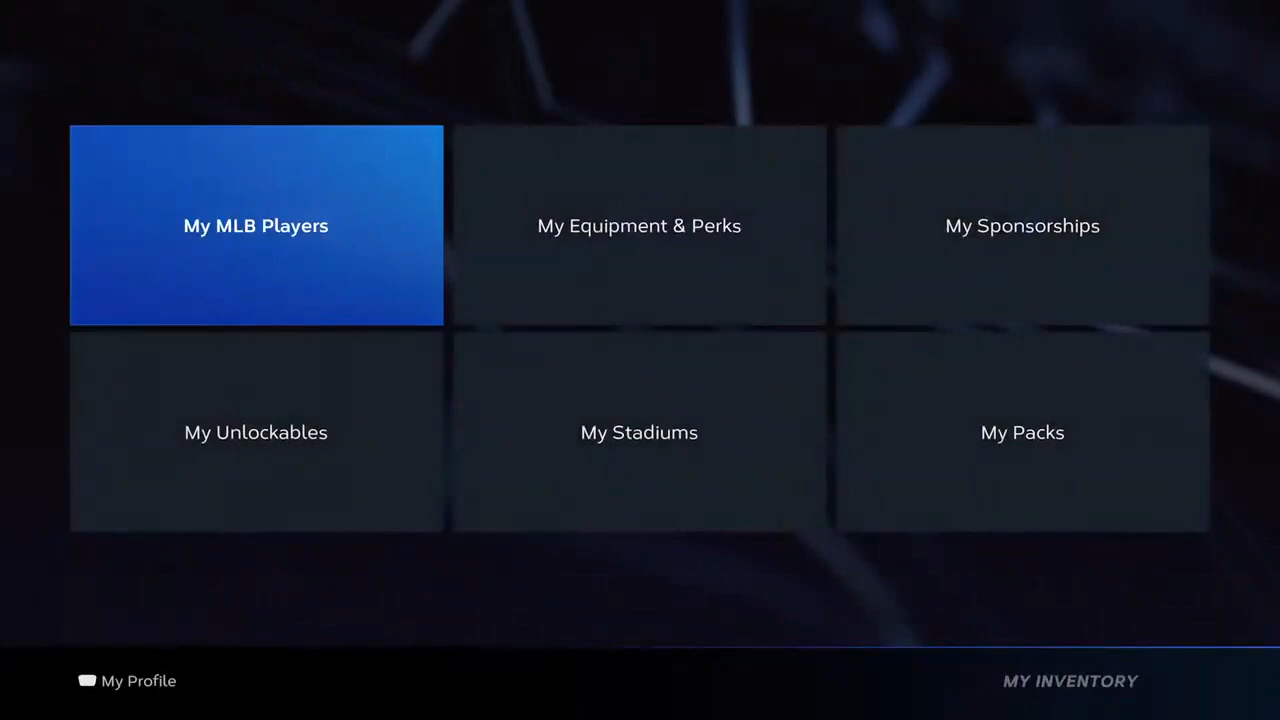 My MLB Players
My Equipment & Perks
My Sponsorships
My Unlockables
My Stadiums
My Packs
My Profile
MY INVENTORY